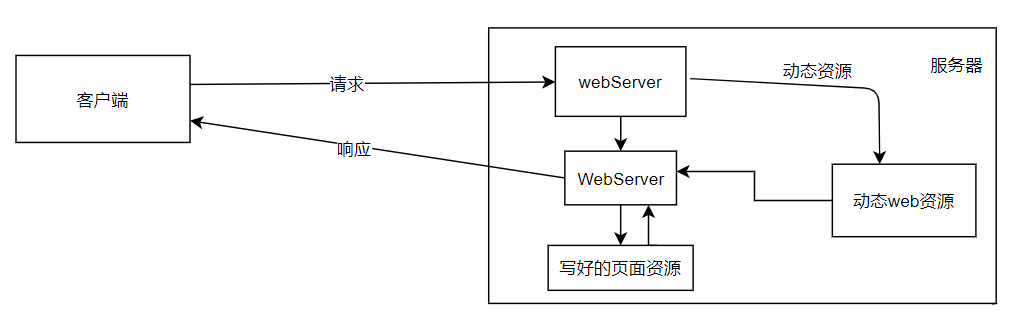 客户端
请求
响应
webServer
动态资源
服务器
WebServer
动态web资源
写好的页面资源